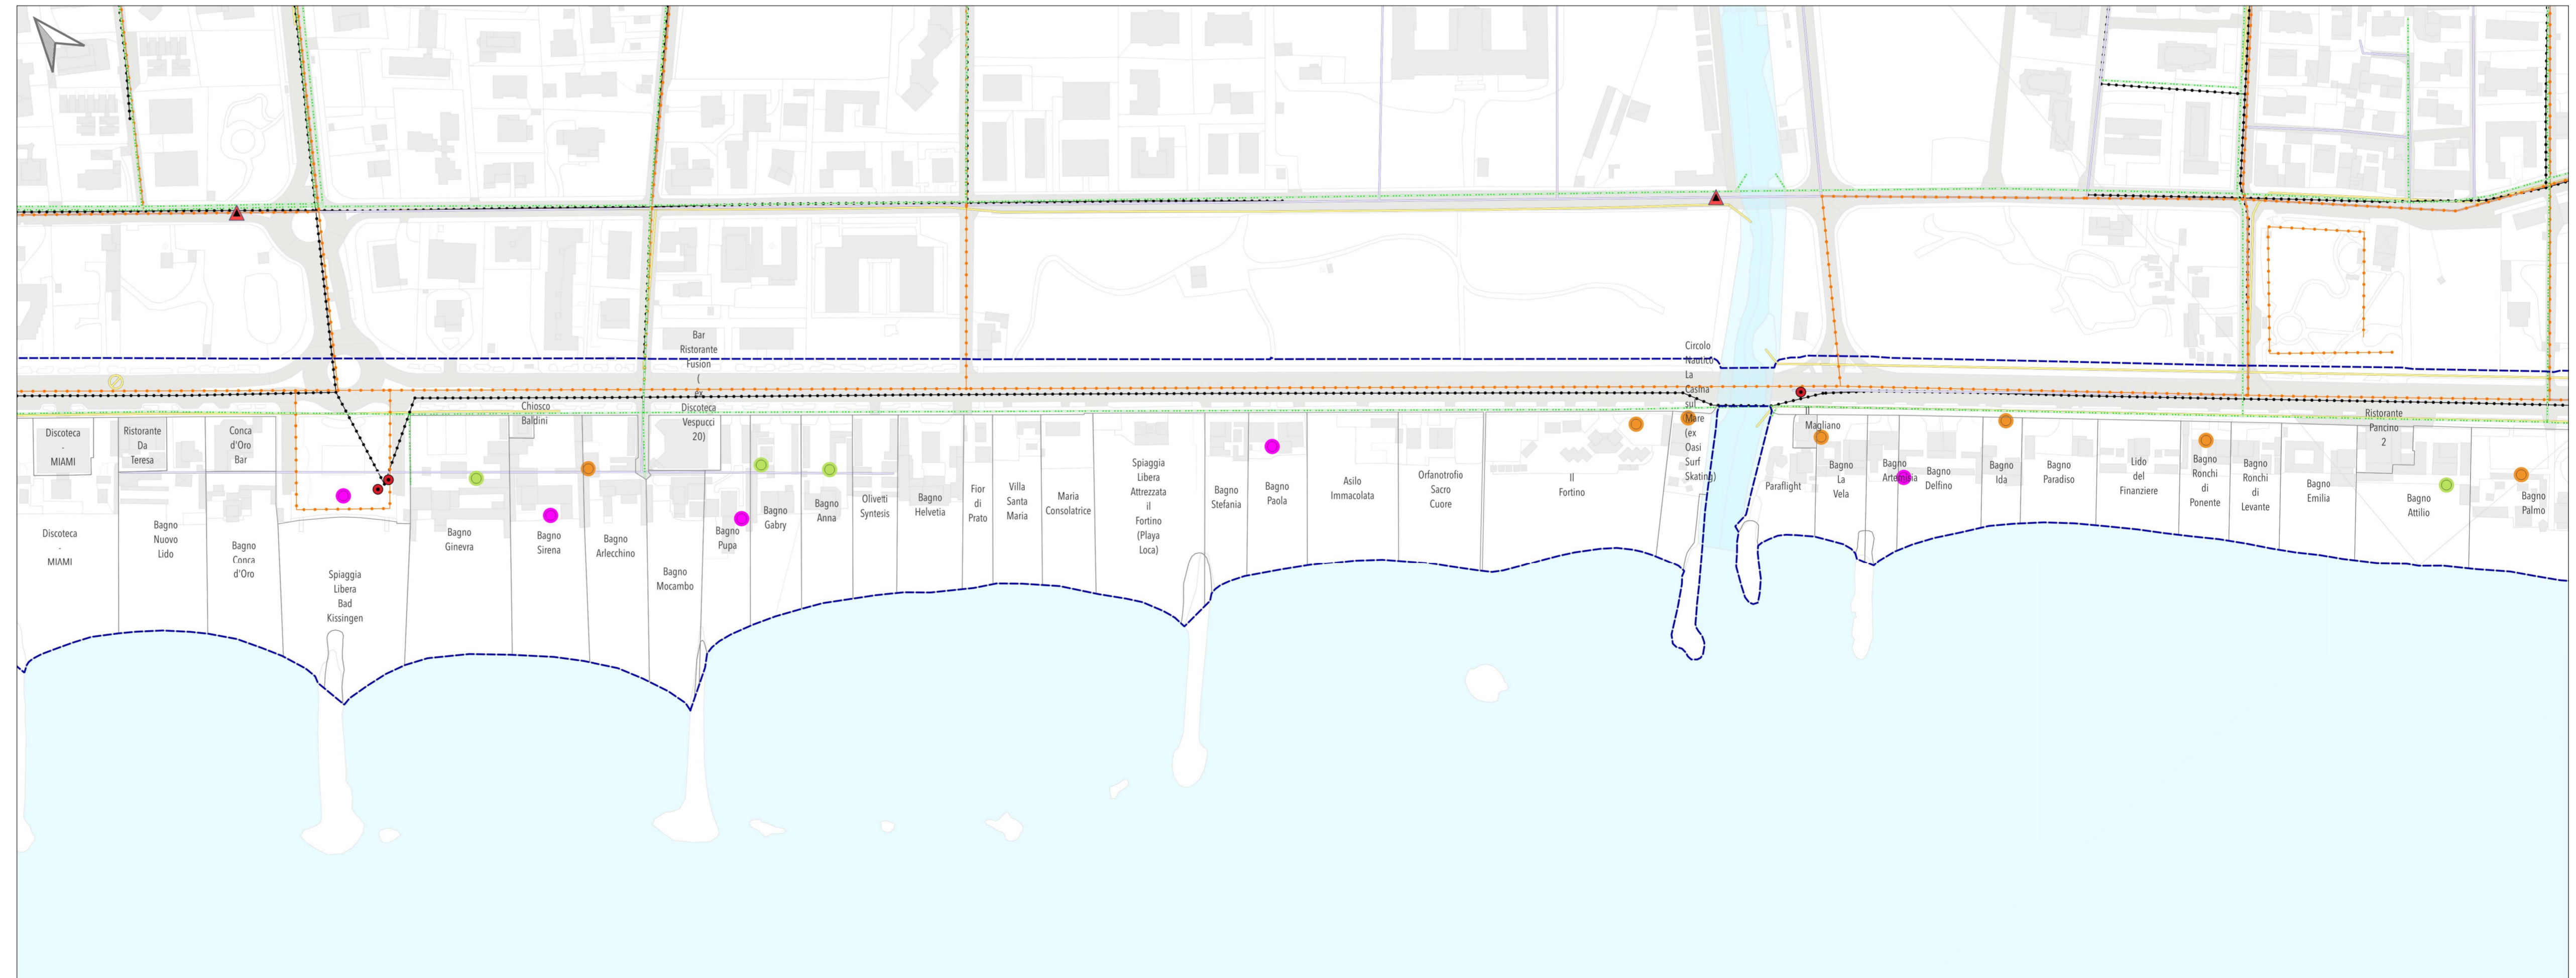 Discoteca
-
MIAMI
Discoteca
-
MIAMI
Ristorante
Da
Teresa
Bagno
Nuovo
Lido
Conca
d'Oro
Bar
Bagno
Conca
d'Oro
Spiaggia
Libera
Bad
Kissingen
Bagno
Ginevra
Chiosco
Baldini
Bagno
Sirena
Bagno
Arlecchino
Bagno
Mocambo
Bar
Ristorante
Fusion
(
ex
Discoteca
Vespucci
20)
Bagno
Pupa
Bagno
Gabry
Bagno
Anna
Oliveti
Syntesis
Bagno
Helvetia
Fior
di
Prato
Villa
Santa
Maria
Maria
Consolatrice
Spiaggia
Libera
Attrezzata
il
Fortino
(Playa
Loca)
Bagno
Stefania
Bagno
Paola
Asilo
Immacolata
Orfanotrofio
Sacro
Cuore
Il
Fortino
Circolo
Nautico
La
Casina
sul
Mare
(ex
Oasi
Surf
Skating)
Il
Magliano
Paraflight
Bagno
La
Vela
Bagno
Artemisia
Bagno
Delfino
Bagno
Ida
Bagno
Paradiso
Lido
del
Finanziere
Bagno
Ronchi
di
Ponente
Bagno
Ronchi
di
Levante
Bagno
Emilia
Ristorante
Pancino
2
Bagno
Attilio
Bagno
Palmo